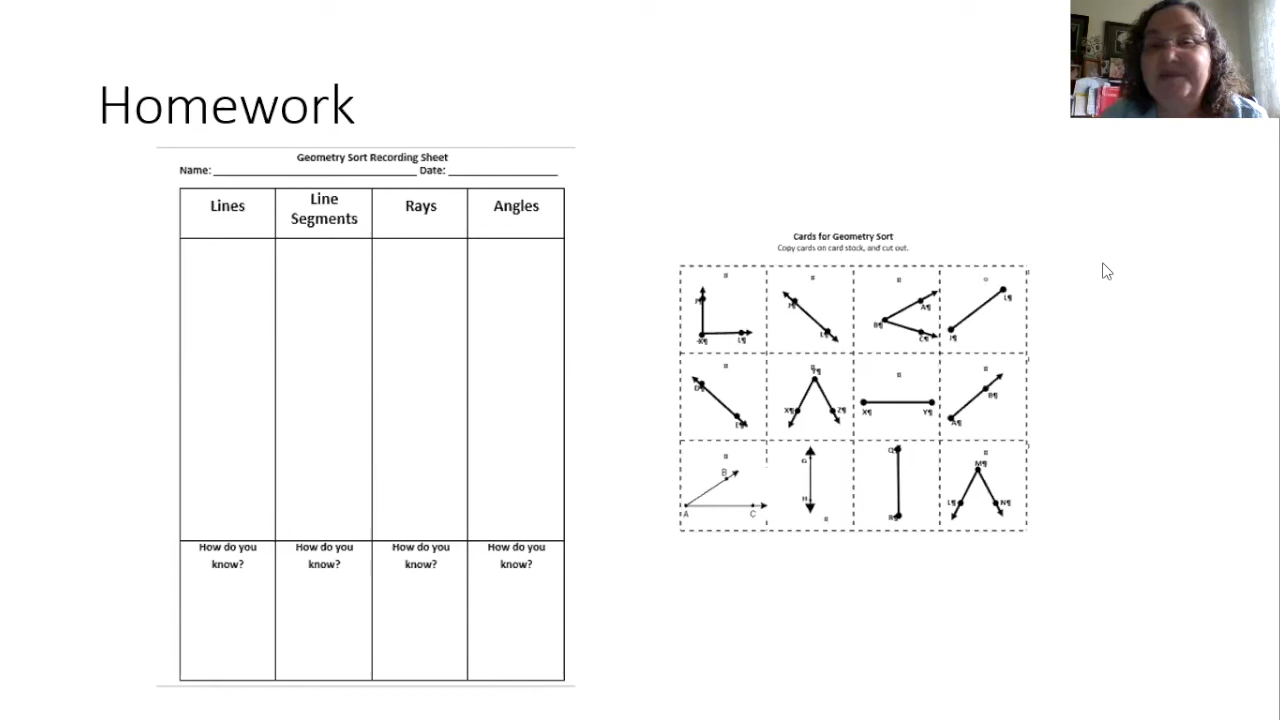 Homework
Geometry Sort Recording Sheet
Name: ____ Date: ____
Lines
Line
Segments
Rays
Angles
How do you
know?
How do you
know?
How do you
know?
How do you
know?
Cards for Geometry Sort
Copy cards on card stock, and cut out.
A¶
B¶
C¶
L¶
Y¶
X¶
Z¶
X¶
Y¶
B¶
A¶
B
A
C
G
H
M¶
L¶
N¶